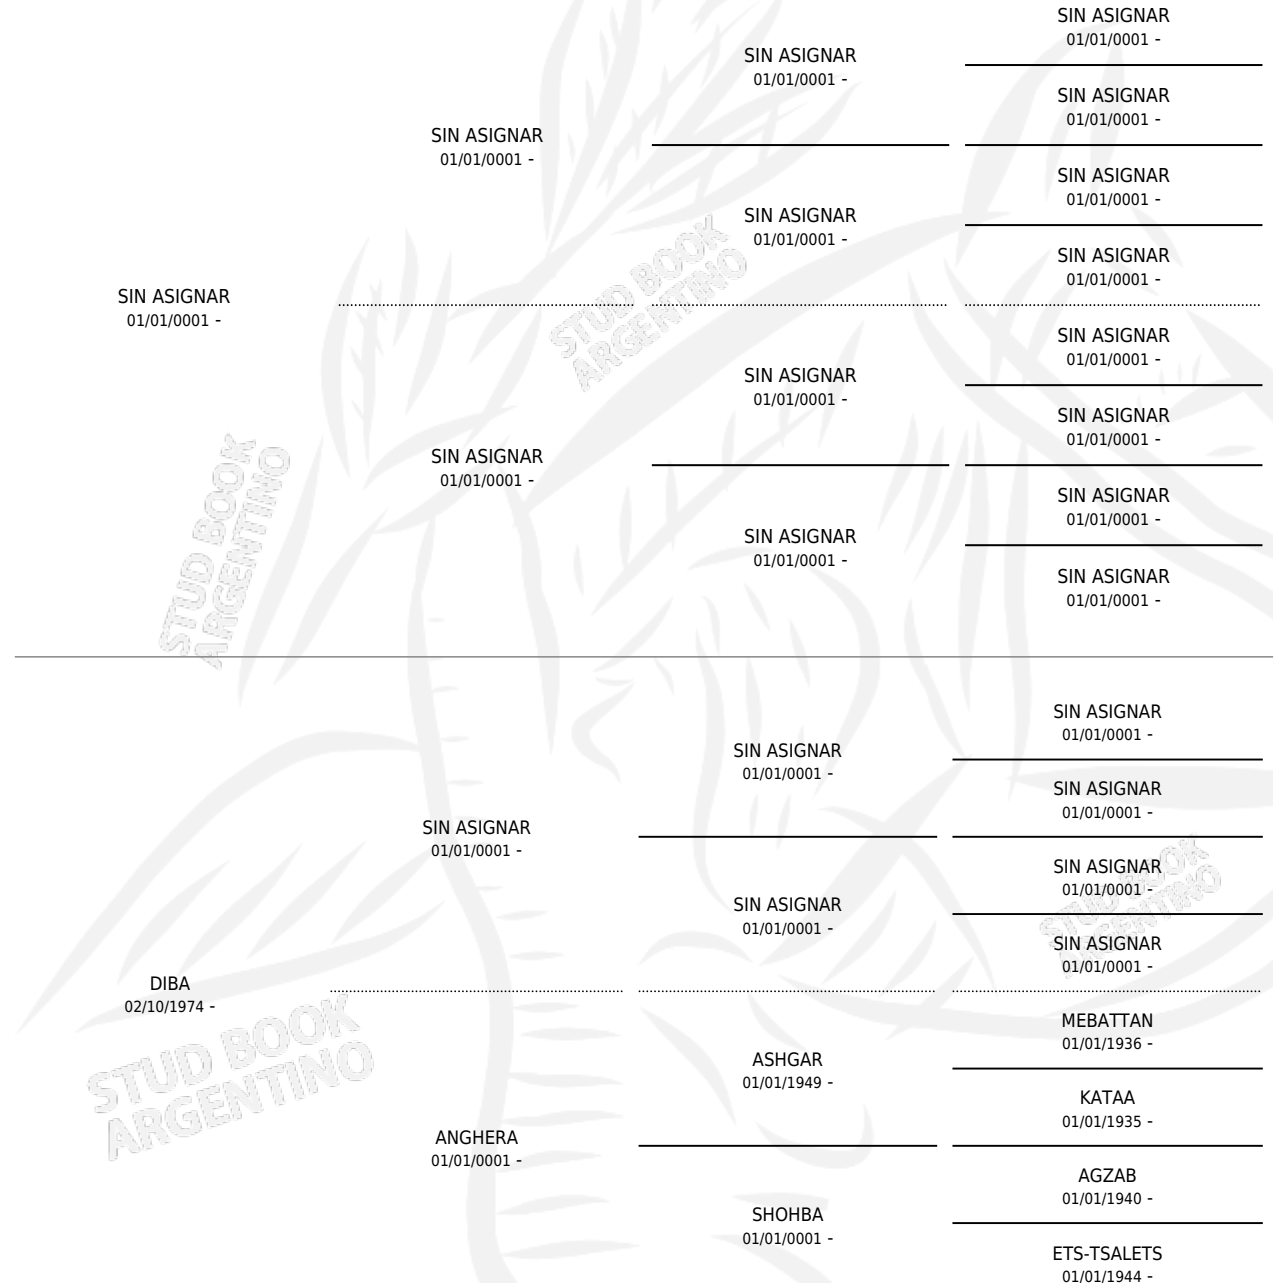 SIN ASIGNAR
01/01/0001 -
SIN ASIGNAR
01/01/0001 -
SIN ASIGNAR
01/01/0001 -
SIN ASIGNAR
01/01/0001 -
SIN ASIGNAR
01/01/0001 -
SIN ASIGNAR
01/01/0001 -
SIN ASIGNAR
01/01/0001 -
SIN ASIGNAR
01/01/0001 -
SIN ASIGNAR
01/01/0001 -
SIN ASIGNAR
01/01/0001 -
SIN ASIGNAR
01/01/0001 -
SIN ASIGNAR
01/01/0001 -
SIN ASIGNAR
01/01/0001 -
SIN ASIGNAR
01/01/0001 -
SIN ASIGNAR
01/01/0001 -
STUD BOOK
ARGENTINO
STUD BOOK
ARGENTINO
SIN ASIGNAR
01/01/0001 -
SIN ASIGNAR
01/01/0001 -
SIN ASIGNAR
01/01/0001 -
SIN ASIGNAR
01/01/0001 -
SIN ASIGNAR
01/01/0001 -
SIN ASIGNAR
01/01/0001 -
SIN ASIGNAR
01/01/0001 -
STUD BOOK
ARGENTINO
DIBA
02/10/1974 -
STUD BOOK
ARGENTINO
MEBATTAN
01/01/1936 -
ASHGAR
01/01/1949 -
KATAA
01/01/1935 -
ANGHERA
01/01/0001 -
AGZAB
01/01/1940 -
SHOHBA
01/01/0001 -
ETS-TSALETS
01/01/1944 -